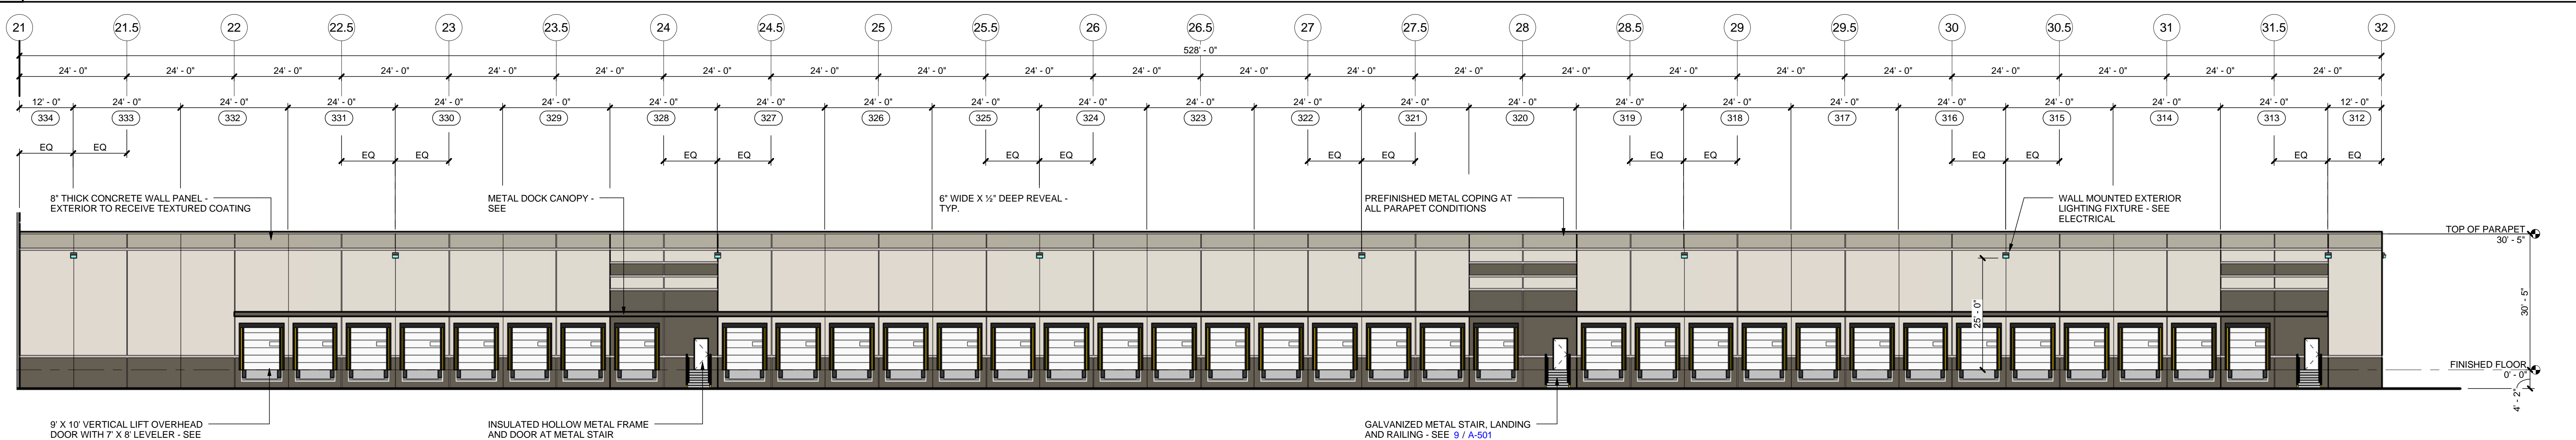 21 21.5 22 22.5 23 23.5 24 24.5 25 25.5 26 26.5 27 27.5 28 28.5 29 29.5 30 30.5 31 31.5 32
528' - 0"
24' - 0" 24' - 0" 24' - 0" 24' - 0" 24' - 0" 24' - 0" 24' - 0" 24' - 0" 24' - 0" 24' - 0" 24' - 0" 24' - 0" 24' - 0" 24' - 0" 24' - 0" 24' - 0" 24' - 0" 24' - 0" 24' - 0" 24' - 0" 24' - 0" 24' - 0"
12' - 0" 24' - 0" 24' - 0" 24' - 0" 24' - 0" 24' - 0" 24' - 0" 24' - 0" 24' - 0" 24' - 0" 24' - 0" 24' - 0" 24' - 0" 24' - 0" 24' - 0" 24' - 0" 24' - 0" 24' - 0" 24' - 0" 24' - 0" 24' - 0" 24' - 0" 12' - 0"
334 333 332 331 330 329 328 327 326 325 324 323 322 321 320 319 318 317 316 315 314 313 312
EQ EQ
EQ EQ EQ EQ EQ EQ EQ EQ EQ EQ EQ EQ EQ EQ
8" THICK CONCRETE WALL PANEL -
EXTERIOR TO RECEIVE TEXTURED COATING
METAL DOCK CANOPY -
SEE
6" WIDE X ½" DEEP REVEAL -
TYP.
PREFINISHED METAL COPING AT
ALL PARAPET CONDITIONS
WALL MOUNTED EXTERIOR
LIGHTING FIXTURE - SEE
ELECTRICAL
TOP OF PARAPET
30' - 5"
25' - 0"
30' - 5"
FINISHED FLOOR
0' - 0"
4' - 2"
9' X 10' VERTICAL LIFT OVERHEAD
DOOR WITH 7' X 8' LEVELER - SEE
INSULATED HOLLOW METAL FRAME
AND DOOR AT METAL STAIR
GALVANIZED METAL STAIR, LANDING
AND RAILING - SEE 9 / A-501